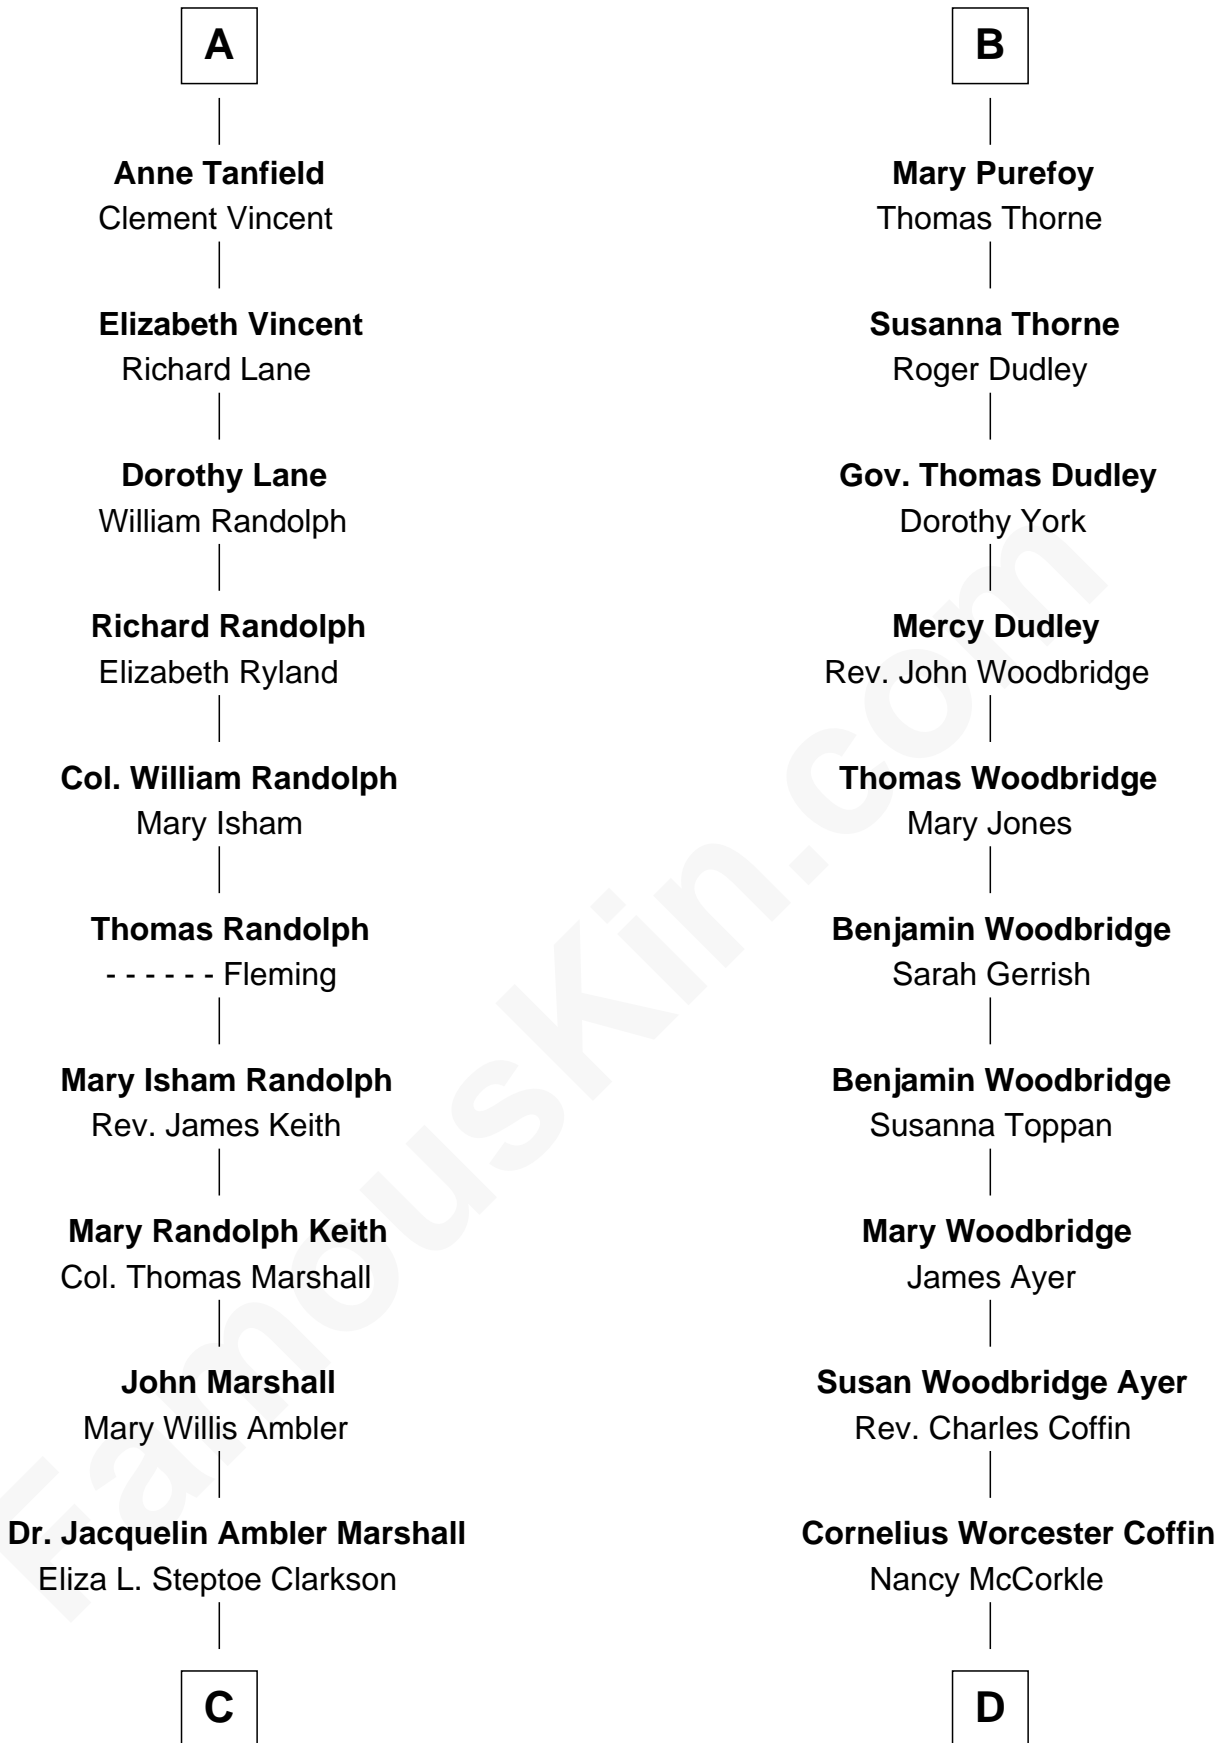 A
Anne Tanfield
Clement Vincent
Elizabeth Vincent
Richard Lane
Dorothy Lane
William Randolph
Richard Randolph
Elizabeth Ryland
Col. William Randolph
Mary Isham
Thomas Randolph
- - - - - - Fleming
Mary Isham Randolph
Rev. James Keith
Mary Randolph Keith
Col. Thomas Marshall
John Marshall
Mary Willis Ambler
Dr. Jacquelin Ambler Marshall
Eliza L. Steptoe Clarkson
C
B
Mary Purefoy
Thomas Thorne
Susanna Thorne
Roger Dudley
Gov. Thomas Dudley
Dorothy York
Mercy Dudley
Rev. John Woodbridge
Thomas Woodbridge
Mary Jones
Benjamin Woodbridge
Sarah Gerrish
Benjamin Woodbridge
Susanna Toppan
Mary Woodbridge
James Ayer
Susan Woodbridge Ayer
Rev. Charles Coffin
Cornelius Worcester Coffin
Nancy McCorkle
D
FamousKin.com